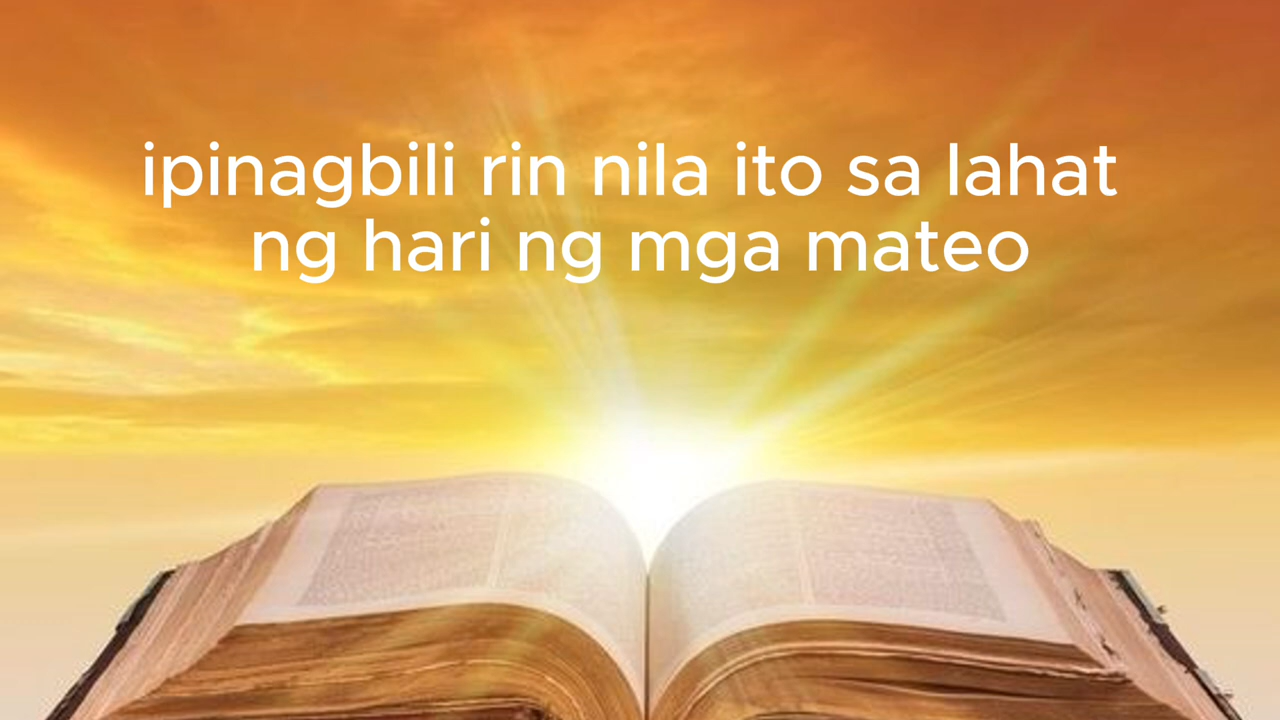 ipinagbili rin nila ito sa lahat
ng hari ng mga mateo